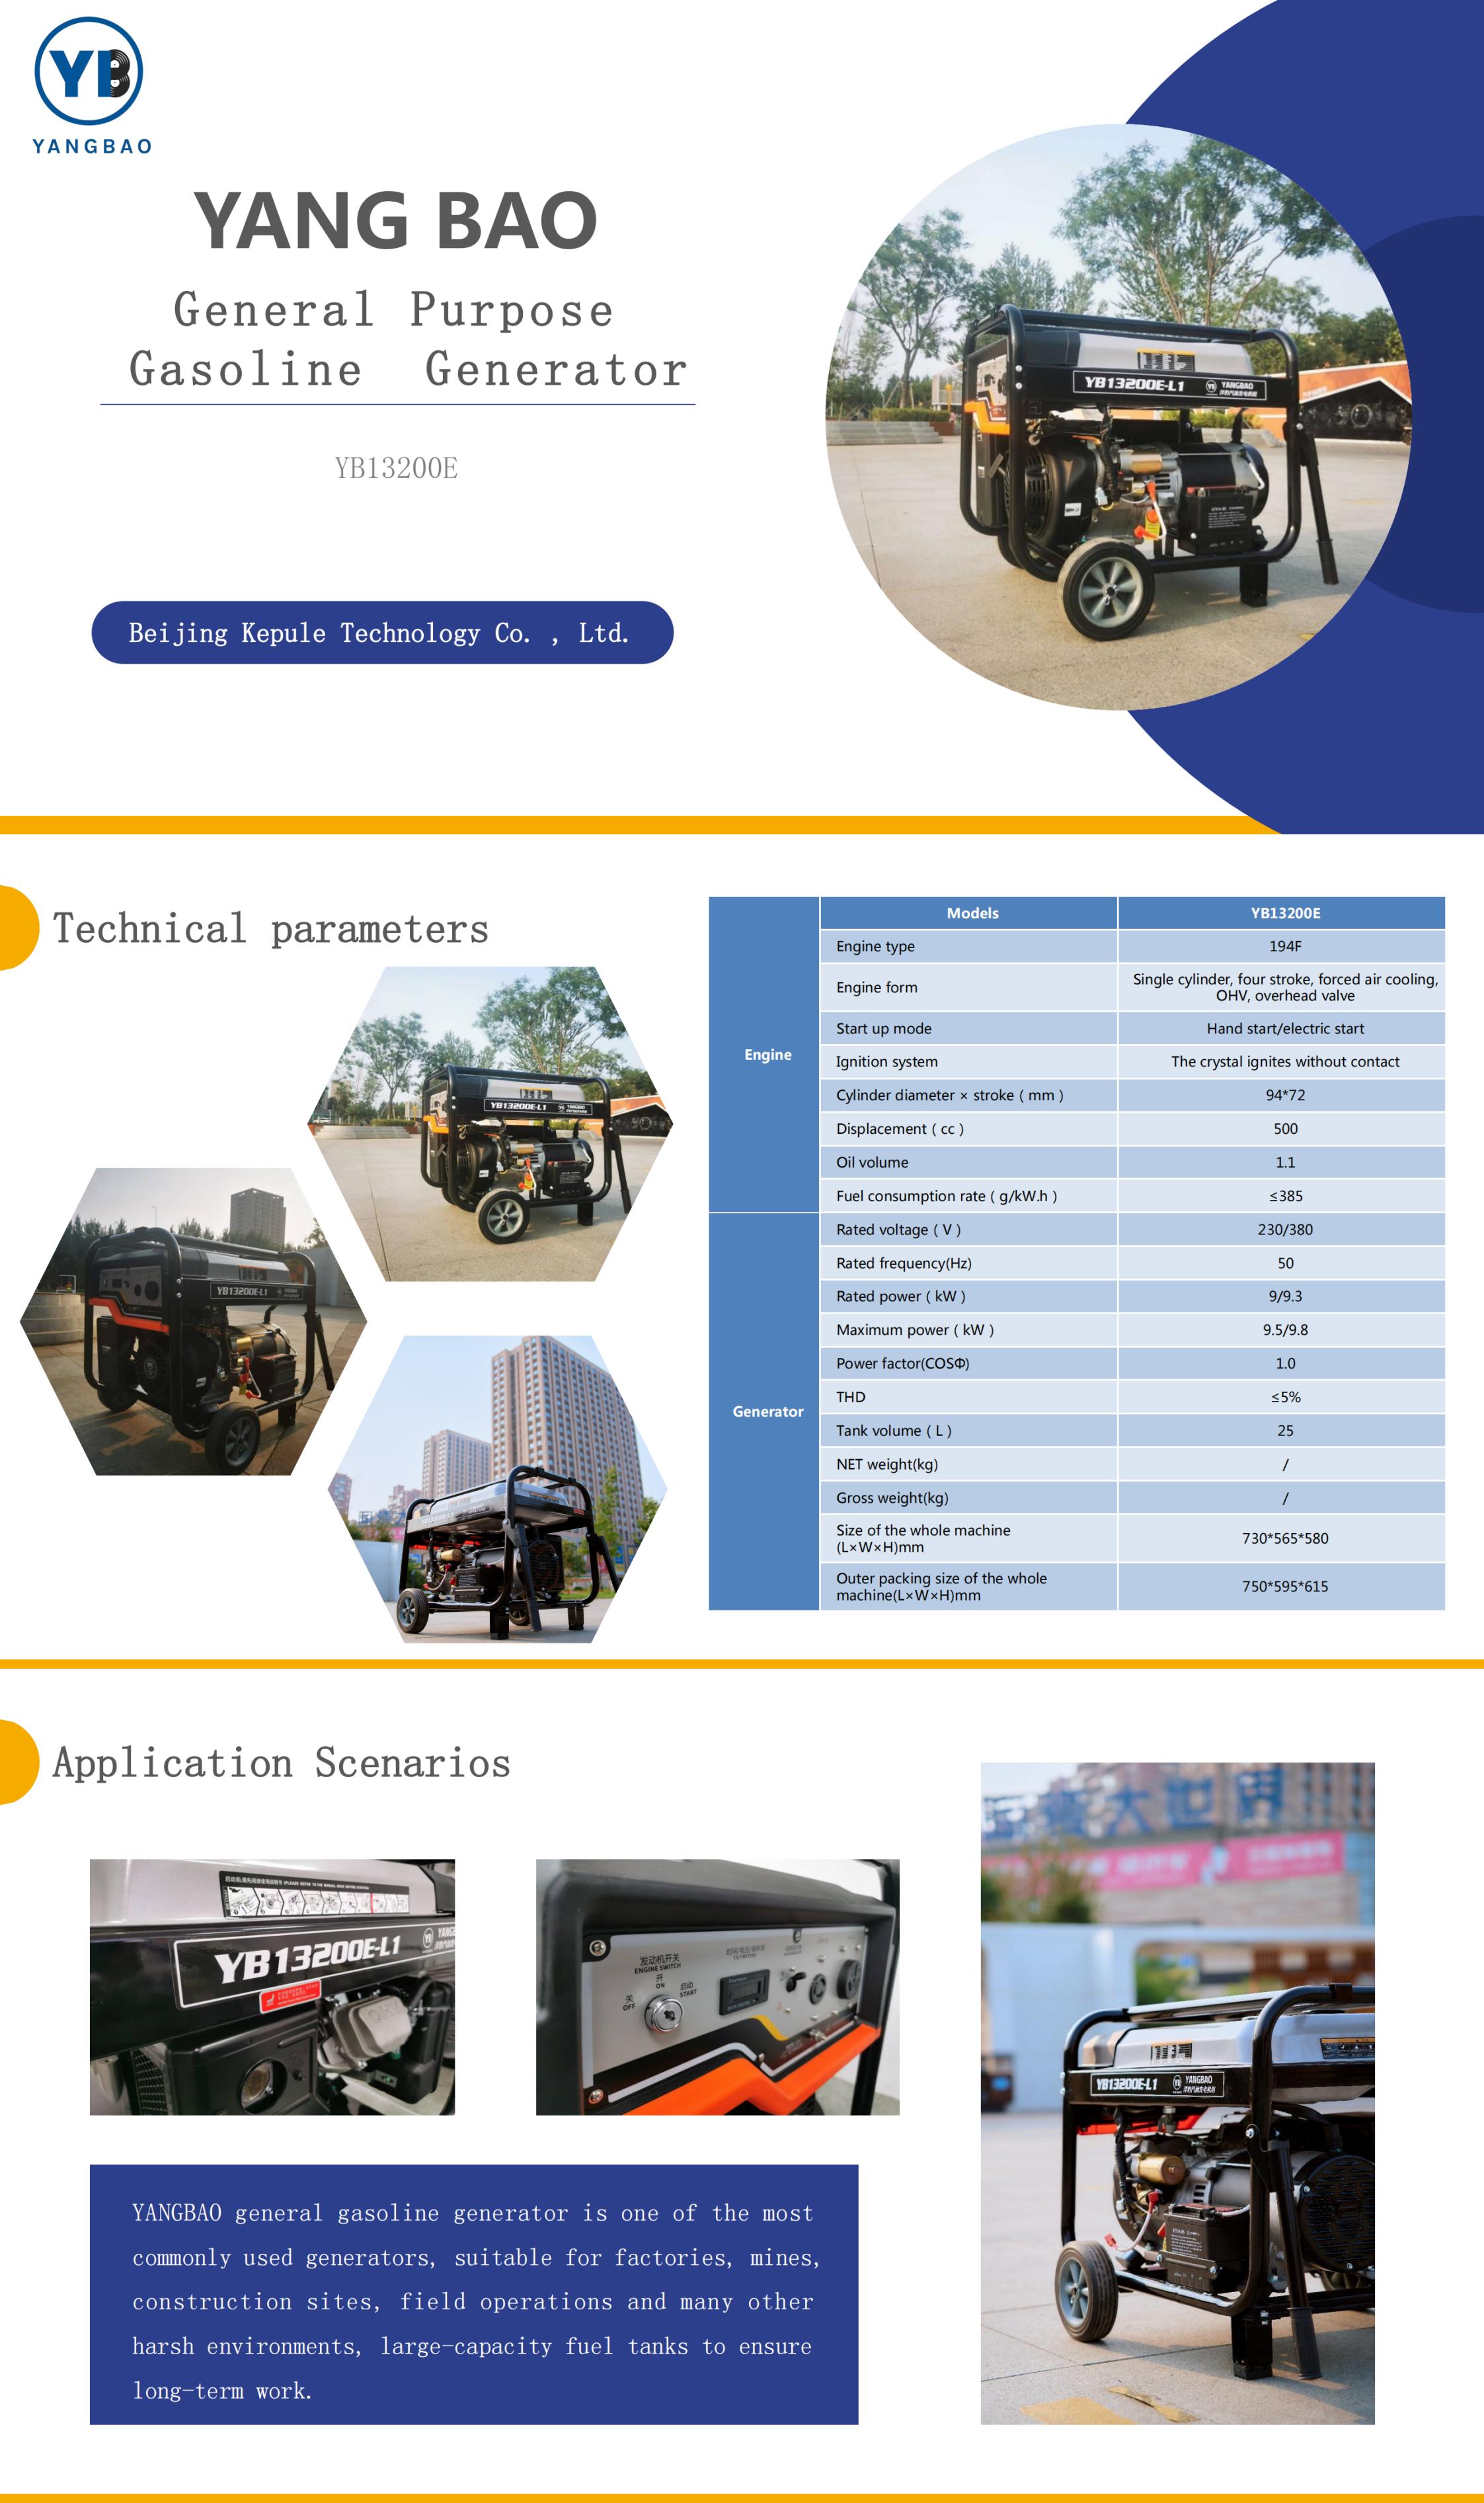 YB
YANGBAO
YANG BAO
General Purpose
Gasoline Generator
YB13200E
Beijing Kepule Technology Co. , Ltd.
YB13200E-L1
YANGBAO
Technical parameters
YB13200E-L1
YB13200E-L1
Models YB13200E
Engine
Engine type 194F
Engine form Single cylinder, four stroke, forced air cooling,
OHV, overhead valve
Start up mode Hand start/electric start
Ignition system The crystal ignites without contact
Cylinder diameter × stroke ( mm ) 94*72
Displacement ( cc ) 500
Oil volume 1.1
Fuel consumption rate ( g/kW.h ) ≤385
Generator
Rated voltage ( V ) 230/380
Rated frequency(Hz) 50
Rated power ( kW ) 9/9.3
Maximum power ( kW ) 9.5/9.8
Power factor(COSΦ) 1.0
THD ≤5%
Tank volume ( L ) 25
NET weight(kg) /
Gross weight(kg) /
Size of the whole machine
(L×W×H)mm 730*565*580
Outer packing size of the whole
machine(L×W×H)mm 750*595*615
Application Scenarios
YB13200E-L1
发动机开关
ENGINE SWITCH
开
ON
关
OFF
启动
START
大世界
YB13200E-L1
YANGBAO
YANGBAO general gasoline generator is one of the most
commonly used generators, suitable for factories, mines,
construction sites, field operations and many other
harsh environments, large-capacity fuel tanks to ensure
long-term work.